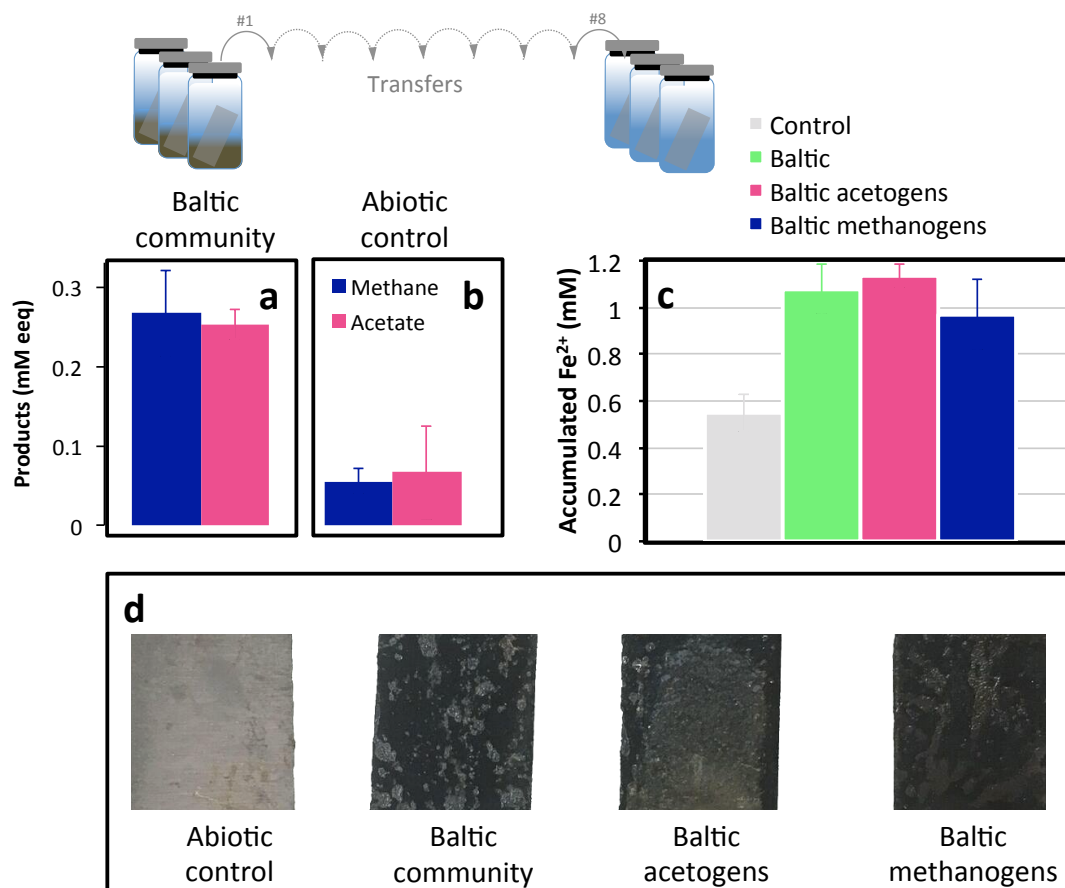 #1
#8
Transfers
Control
Baltic
Baltic acetogens
Baltic methanogens
Baltic
community
Abiotic
control
Products (mM eeq)
0.3
0.2
0.1
0
a
b
Methane
Acetate
Accumulated Fe²⁺ (mM)
1.2
1
0.8
0.6
0.4
0.2
0
c
d
Abiotic
control
Baltic
community
Baltic
acetogens
Baltic
methanogens